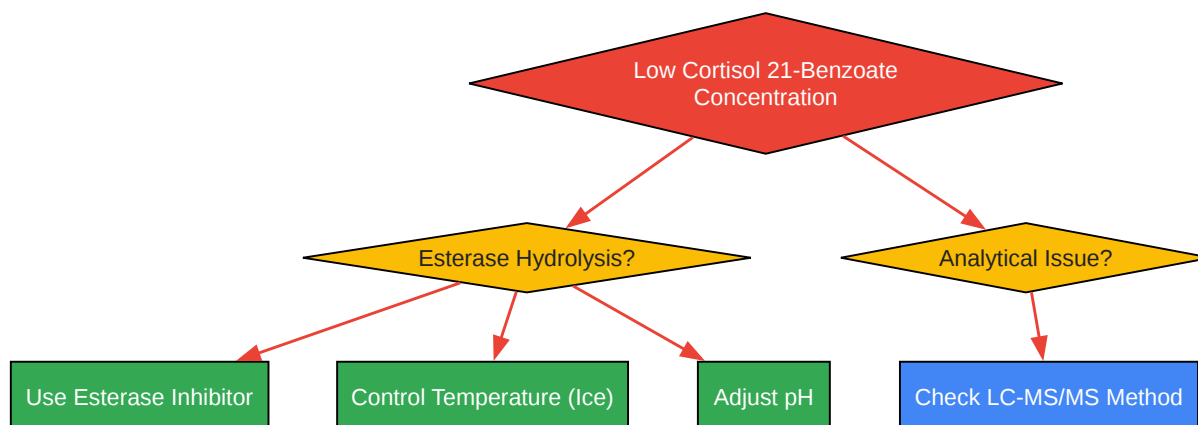 Low Cortisol 21-Benzoate
Concentration
Esterase Hydrolysis?
Analytical Issue?
Use Esterase Inhibitor
Control Temperature (Ice)
Adjust pH
Check LC-MS/MS Method